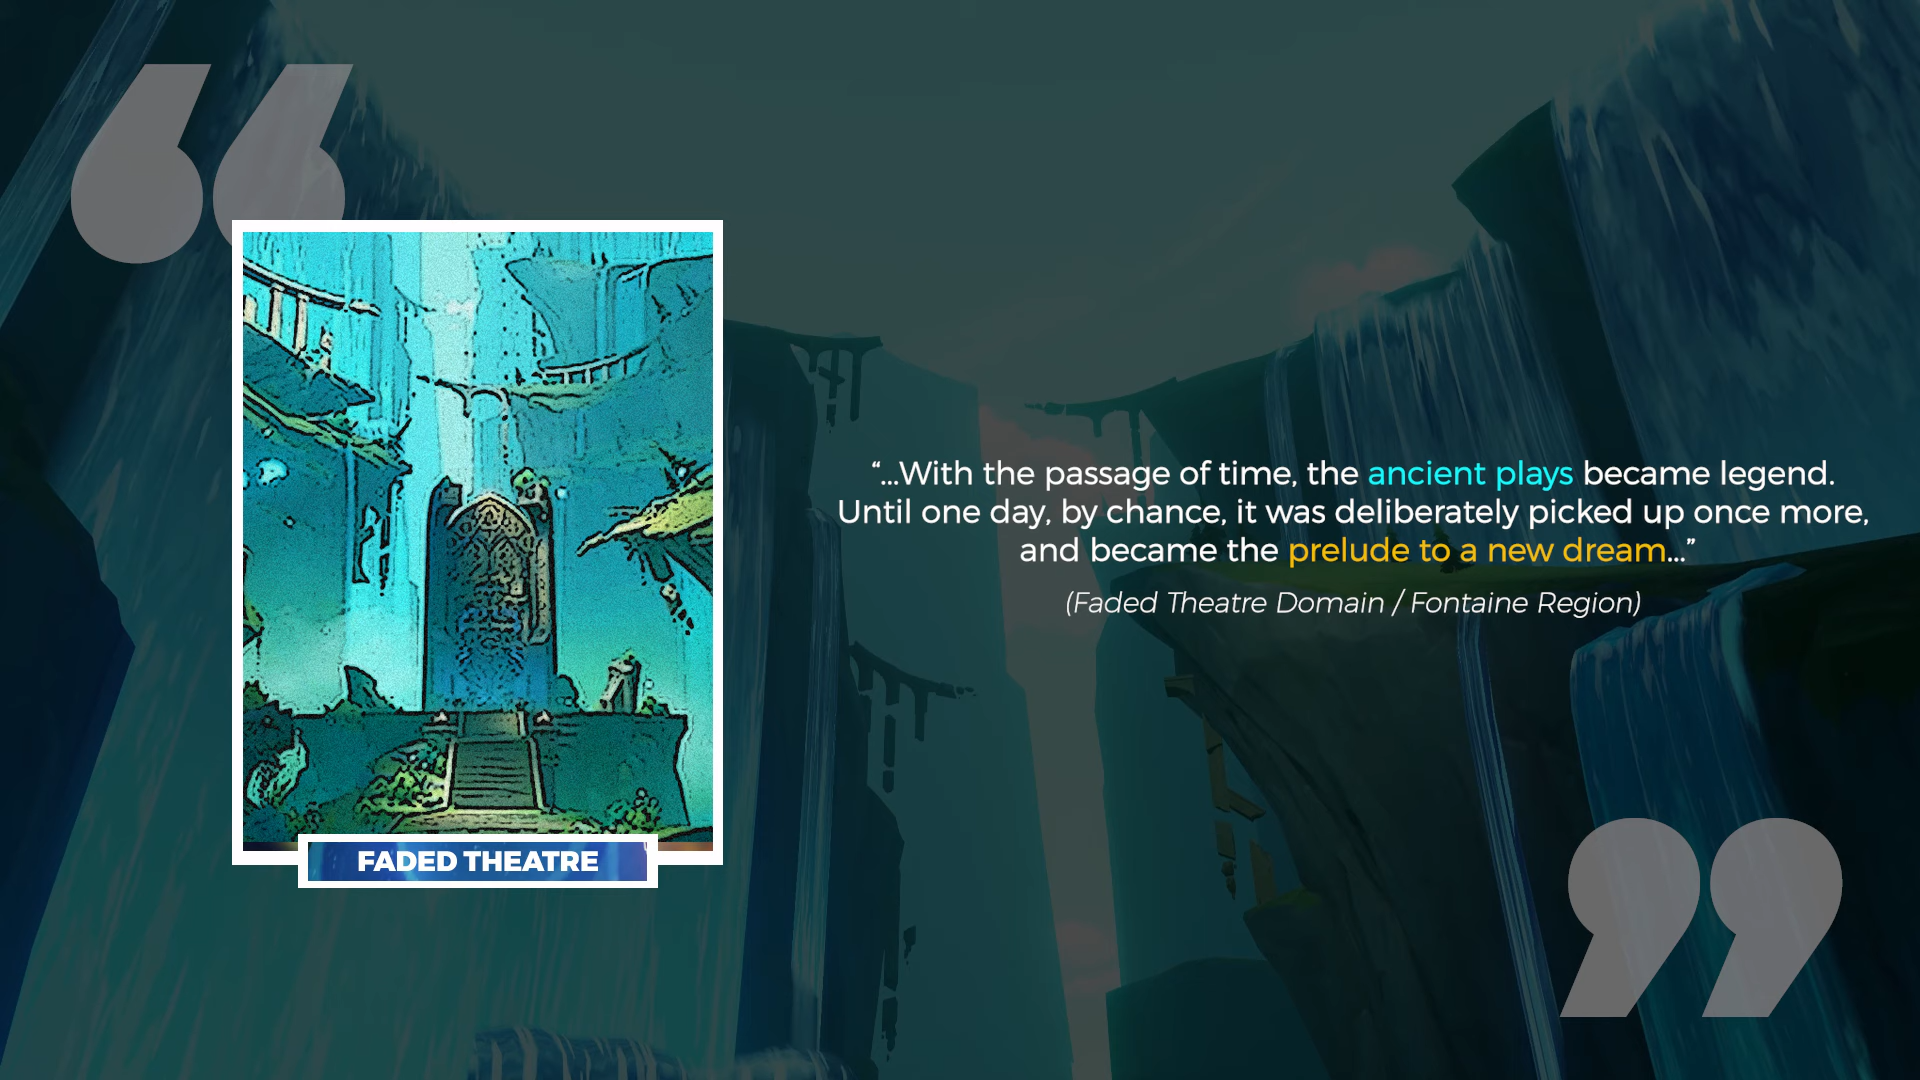 “...With the passage of time, the ancient plays became legend.
Until one day, by chance, it was deliberately picked up once more,
and became the prelude to a new dream...”
(Faded Theatre Domain / Fontaine Region)
FADED THEATRE